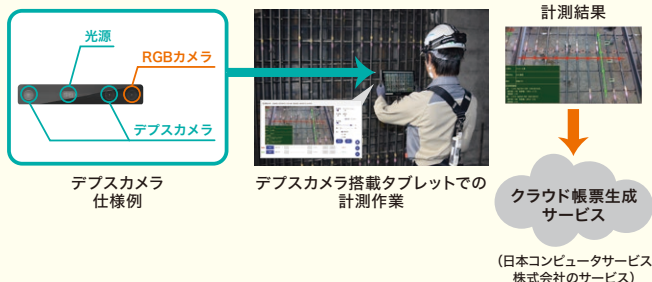 光源
RGBカメラ
デプスカメラ
デプスカメラ
仕様例
デプスカメラ搭載タブレットでの
計測作業
計測結果
クラウド帳票生成
サービス
（日本コンピュータサービス
株式会社のサービス）